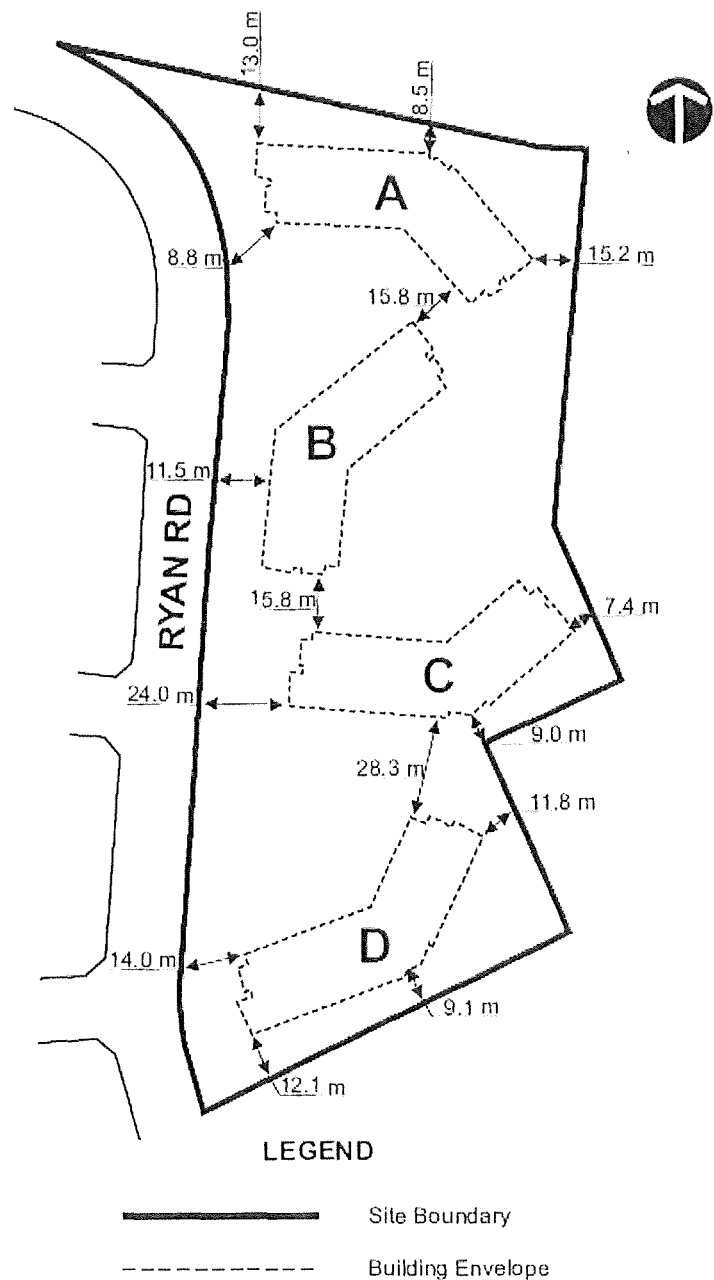 13.0 m
8.5 m
A
8.8 m
15.2 m
15.8 m
B
11.5 m
RYAN RD
15.8 m
7.4 m
C
24.0 m
9.0 m
28.3 m
11.8 m
D
14.0 m
9.1 m
12.1 m
LEGEND
Site Boundary
Building Envelope